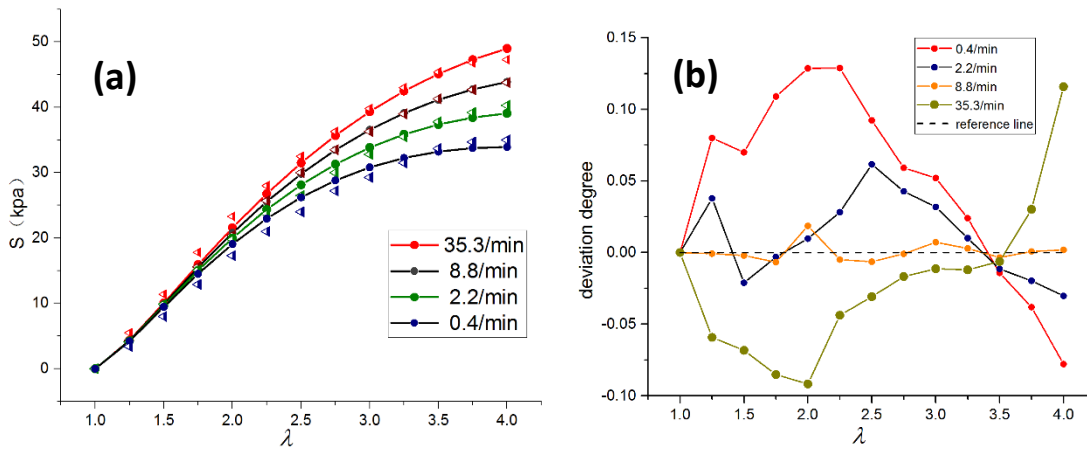 (a)
S (kpa)
50
40
30
20
10
0
1.0 1.5 2.0 2.5 3.0 3.5 4.0
λ
35.3/min
8.8/min
2.2/min
0.4/min
(b)
deviation degree
0.15
0.10
0.05
0.00
-0.05
-0.10
1.0 1.5 2.0 2.5 3.0 3.5 4.0
λ
0.4/min
2.2/min
8.8/min
35.3/min
reference line